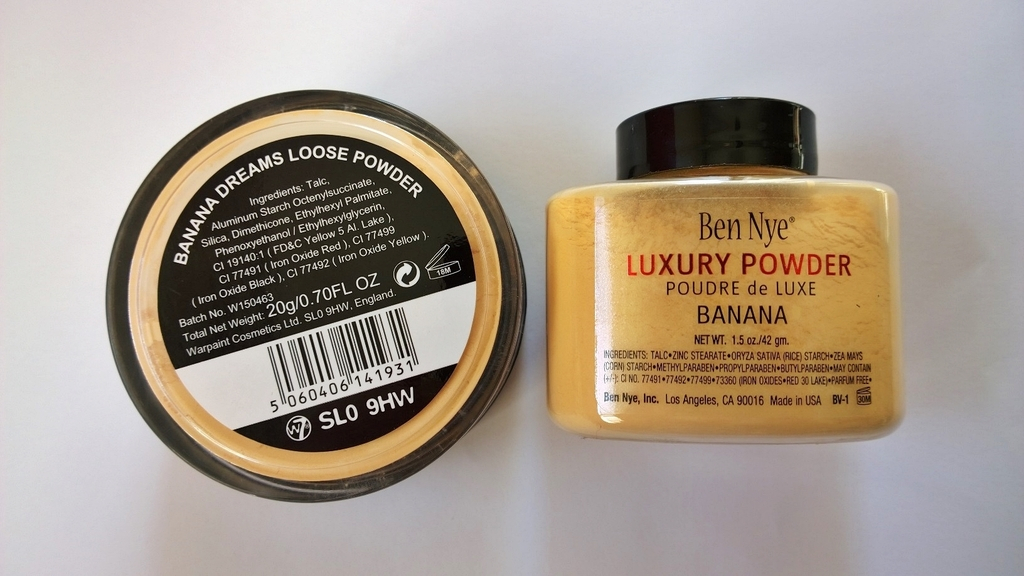 BANANA DREAMS LOOSE POWDER
Ingredients: Talc,
Aluminum Starch Octenylsuccinate,
Silica, Dimethicone, Ethylhexyl Palmitate,
Phenoxyethanol / Ethylhexylglycerin,
CI 19140:1 ( FD&C Yellow 5 Al. Lake ),
CI 77491 ( Iron Oxide Red ), CI 77499
( Iron Oxide Black ), CI 77492 ( Iron Oxide Yellow ).
Batch No. W150463
18M
Total Net Weight: 20g/0.70FL OZ
Warpaint Cosmetics Ltd. SL0 9HW. England.
5 060406 141931
W7 SL0 9HW
Ben Nye®
LUXURY POWDER
POUDRE de LUXE
BANANA
NET WT. 1.5 oz./42 gm.
INGREDIENTS: TALC•ZINC STEARATE•ORYZA SATIVA (RICE) STARCH•ZEA MAYS
(CORN) STARCH•METHYLPARABEN•PROPYLPARABEN•BUTYLPARABEN•MAY CONTAIN
(+/-): CI NO. 77491•77492•77499•73360 (IRON OXIDES•RED 30 LAKE)•PARFUM FREE•
Ben Nye, Inc. Los Angeles, CA 90016 Made in USA BV-1 30M